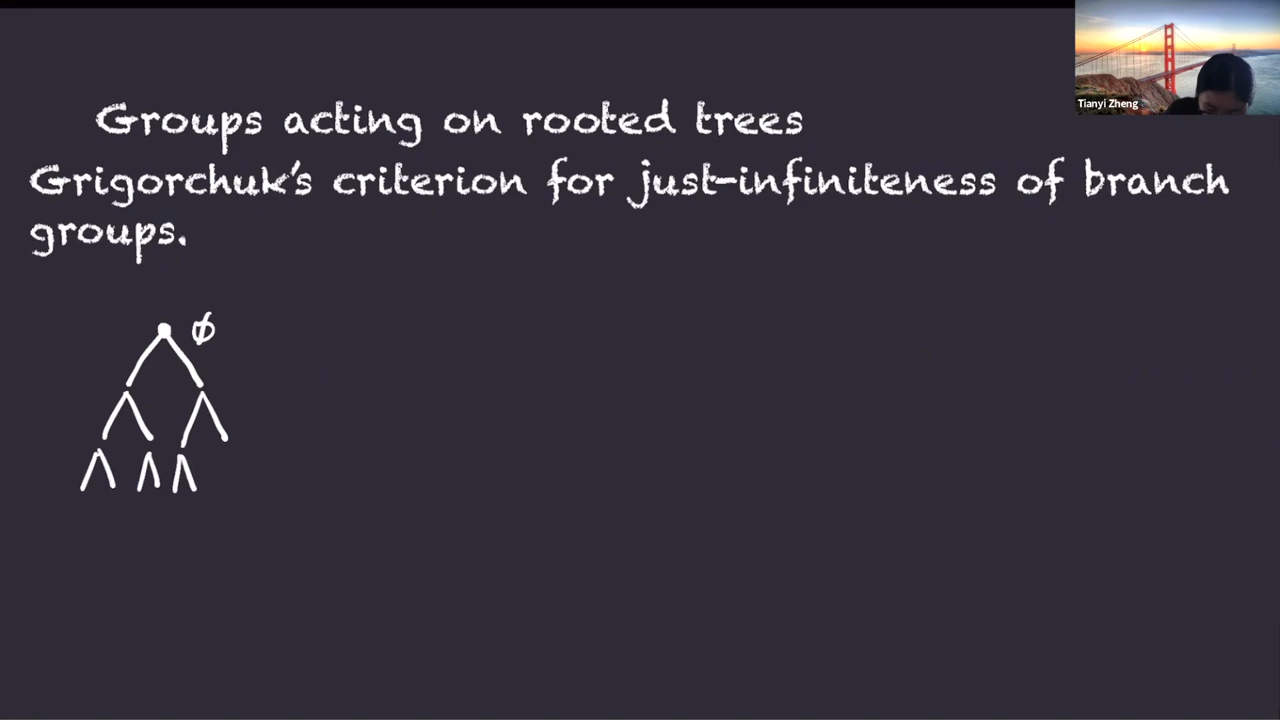 Groups acting on rooted trees
Grigorchuk's criterion for just-infiniteness of branch
groups.
∅
Tianyi Zheng